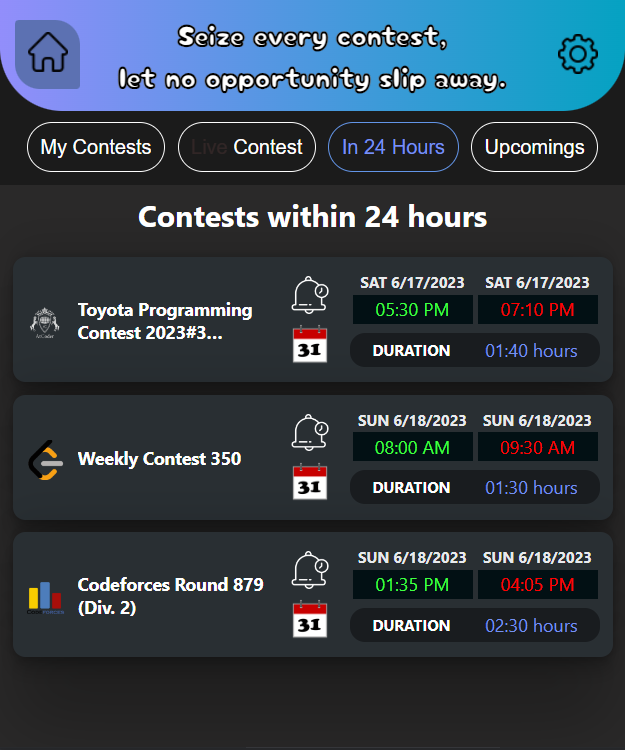 Seize every contest,
let no opportunity slip away.
My Contests
Live Contest
In 24 Hours
Upcomings
Contests within 24 hours
Toyota Programming
Contest 2023#3...
SAT 6/17/2023 SAT 6/17/2023
05:30 PM 07:10 PM
31
DURATION 01:40 hours
Weekly Contest 350
SUN 6/18/2023 SUN 6/18/2023
08:00 AM 09:30 AM
31
DURATION 01:30 hours
Codeforces Round 879
(Div. 2)
SUN 6/18/2023 SUN 6/18/2023
01:35 PM 04:05 PM
31
DURATION 02:30 hours